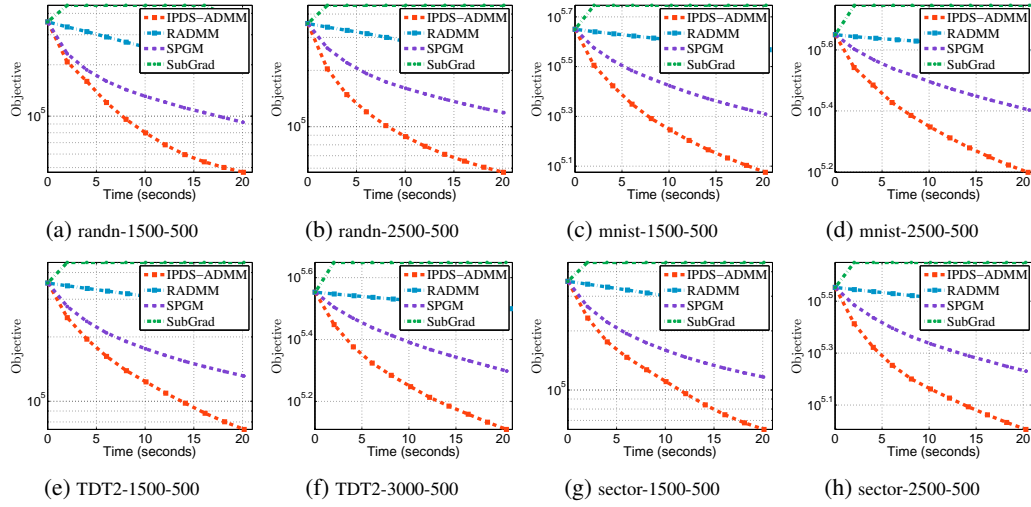 Objective
10^5
IPDS–ADMM
RADMM
SPGM
SubGrad
0 5 10 15 20
Time (seconds)
(a) randn-1500-500
Objective
10^5
IPDS–ADMM
RADMM
SPGM
SubGrad
0 5 10 15 20
Time (seconds)
(b) randn-2500-500
Objective
10^5.7
10^5.5
10^5.3
10^5.1
IPDS–ADMM
RADMM
SPGM
SubGrad
0 5 10 15 20
Time (seconds)
(c) mnist-1500-500
Objective
10^5.6
10^5.4
10^5.2
IPDS–ADMM
RADMM
SPGM
SubGrad
0 5 10 15 20
Time (seconds)
(d) mnist-2500-500
Objective
10^5
IPDS–ADMM
RADMM
SPGM
SubGrad
0 5 10 15 20
Time (seconds)
(e) TDT2-1500-500
Objective
10^5.6
10^5.4
10^5.2
IPDS–ADMM
RADMM
SPGM
SubGrad
5 10 15 20
Time (seconds)
(f) TDT2-3000-500
Objective
10^5
IPDS–ADMM
RADMM
SPGM
SubGrad
0 5 10 15 20
Time (seconds)
(g) sector-1500-500
Objective
10^5.5
10^5.3
10^5.1
IPDS–ADMM
RADMM
SPGM
SubGrad
0 5 10 15 20
Time (seconds)
(h) sector-2500-500